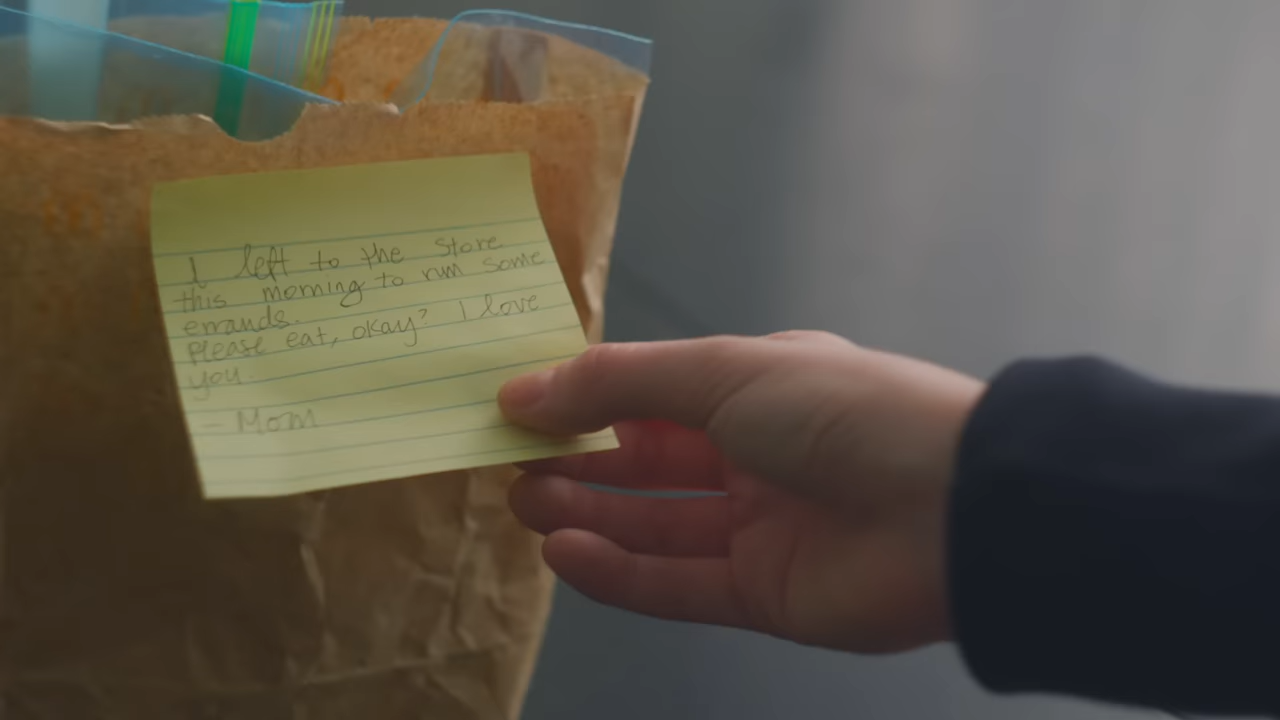 I left to the store
this morning to run some
errands.
please eat, okay? I love
you.
- Mom